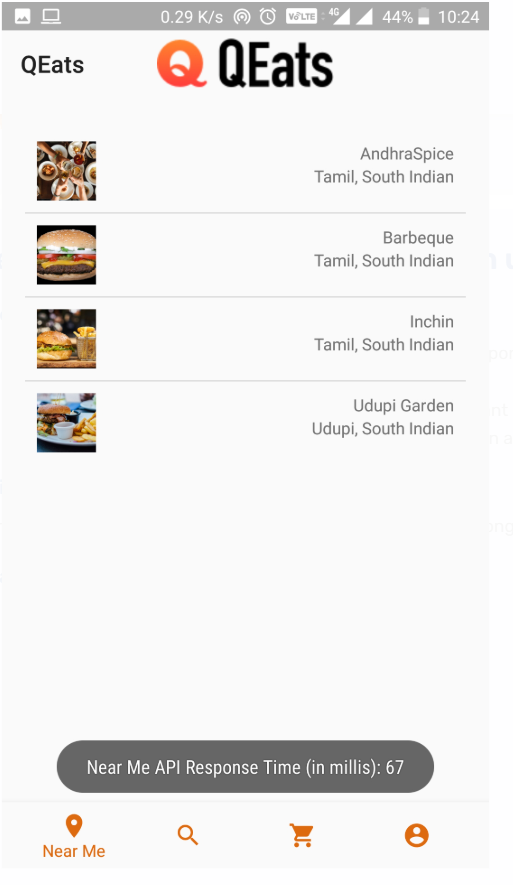 0.29 K/s VoLTE 4G 44% 10:24
QEats QEats
AndhraSpice
Tamil, South Indian
Barbeque
Tamil, South Indian
Inchin
Tamil, South Indian
Udupi Garden
Udupi, South Indian
Near Me API Response Time (in millis): 67
Near Me